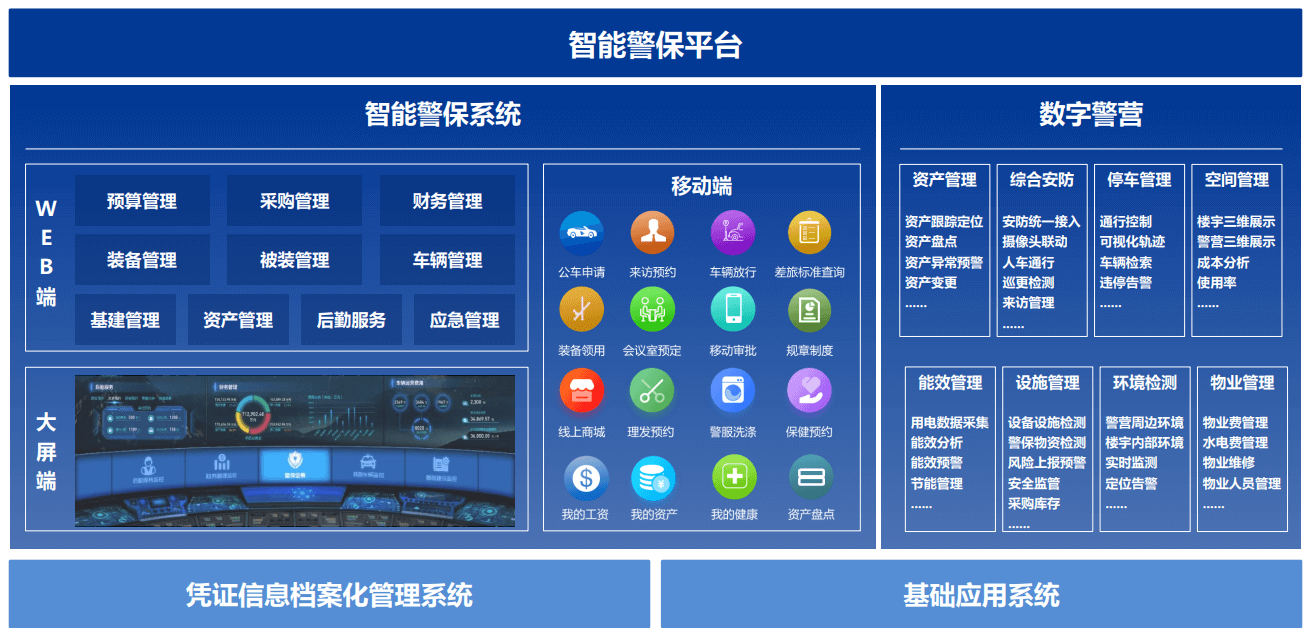 智能警保平台
智能警保系统
WEB端
预算管理
采购管理
财务管理
装备管理
被装管理
车辆管理
基建管理
资产管理
后勤服务
应急管理
大屏端
财务管理
移动端
公车申请
来访预约
车辆放行
差旅标准查询
装备领用
会议室预定
移动审批
规章制度
线上商城
理发预约
警服洗涤
保健预约
我的工资
我的资产
我的健康
资产盘点
数字警营
资产管理
资产跟踪定位
资产盘点
资产异常预警
资产变更
......
综合安防
安防统一接入
摄像头联动
人车通行
巡更检测
来访管理
......
停车管理
通行控制
可视化轨迹
车辆检索
违停告警
......
空间管理
楼宇三维展示
警营三维展示
成本分析
使用率
......
能效管理
用电数据采集
能效分析
能效预警
节能管理
......
设施管理
设备设施检测
警保物资检测
风险上报预警
安全监管
采购库存
......
环境检测
警营周边环境
楼宇内部环境
实时监测
定位告警
......
物业管理
物业费管理
水电费管理
物业维修
物业人员管理
......
凭证信息档案化管理系统
基础应用系统